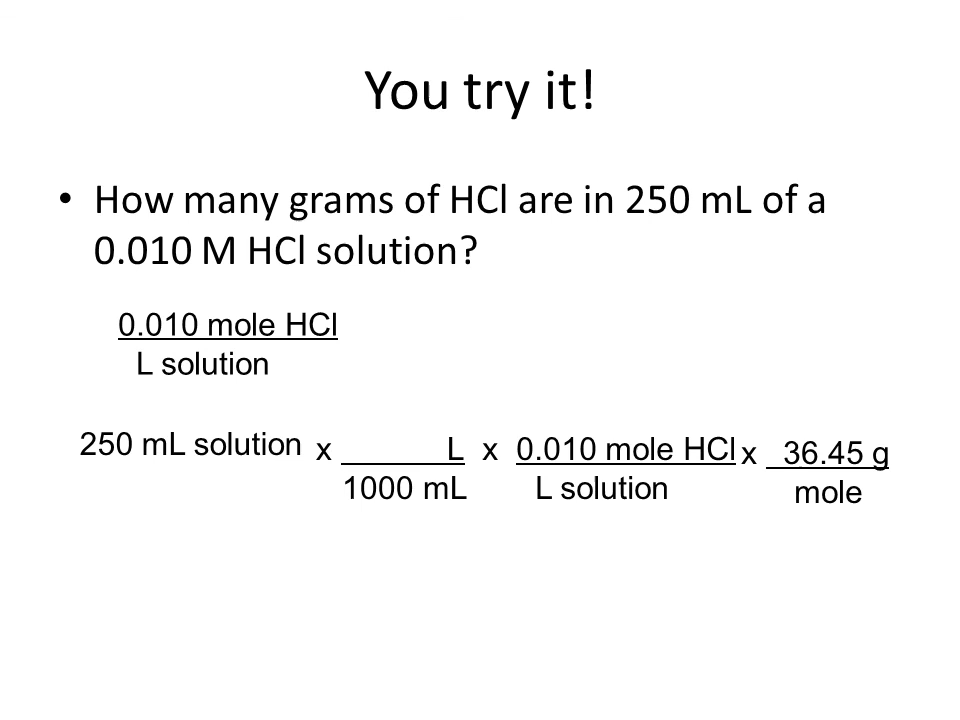 You try it!
• How many grams of HCl are in 250 mL of a
0.010 M HCl solution?
0.010 mole HCl
L solution
250 mL solution x L x 0.010 mole HCl x 36.45 g
1000 mL L solution mole